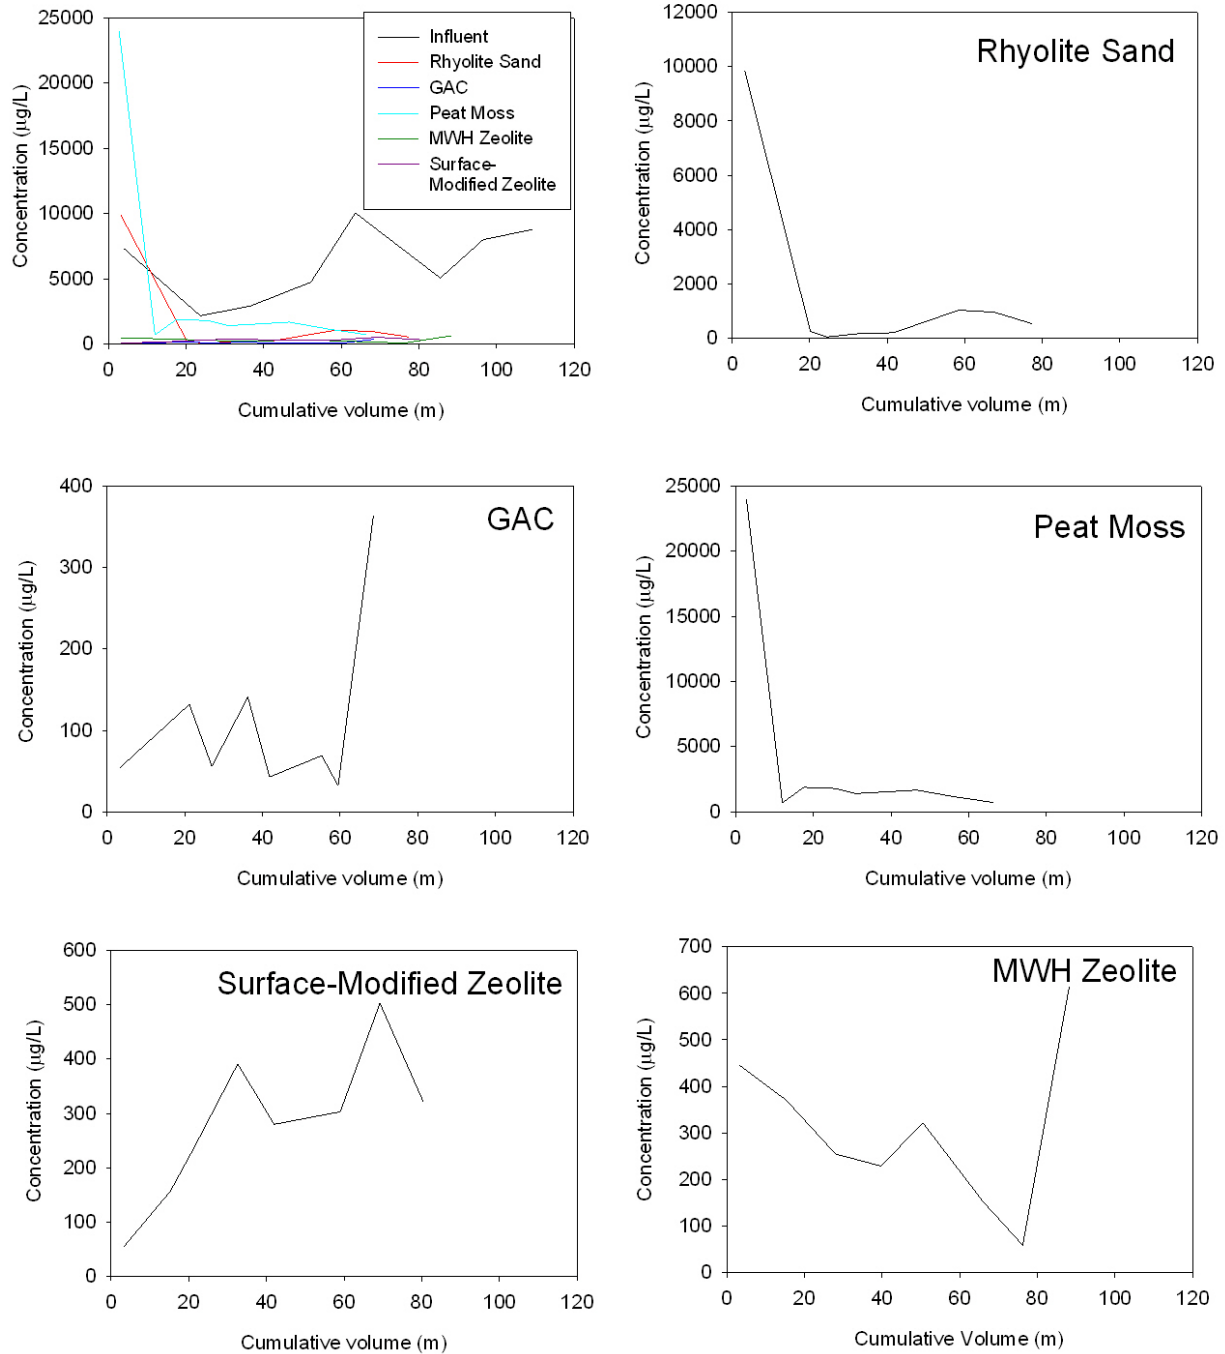 25000
20000
15000
10000
5000
0
Concentration (µg/L)
0 20 40 60 80 100 120
Cumulative volume (m)
Influent
Rhyolite Sand
GAC
Peat Moss
MWH Zeolite
Surface-
Modified Zeolite
12000
10000
8000
6000
4000
2000
0
Concentration (µg/L)
Rhyolite Sand
0 20 40 60 80 100 120
Cumulative volume (m)
400
300
200
100
0
Concentration (µg/L)
GAC
0 20 40 60 80 100 120
Cumulative volume (m)
25000
20000
15000
10000
5000
0
Concentration (µg/L)
Peat Moss
0 20 40 60 80 100 120
Cumulative volume (m)
600
500
400
300
200
100
0
Concentration (µg/L)
Surface-Modified Zeolite
0 20 40 60 80 100 120
Cumulative volume (m)
700
600
500
400
300
200
100
0
Concentration (µg/L)
MWH Zeolite
0 20 40 60 80 100 120
Cumulative Volume (m)